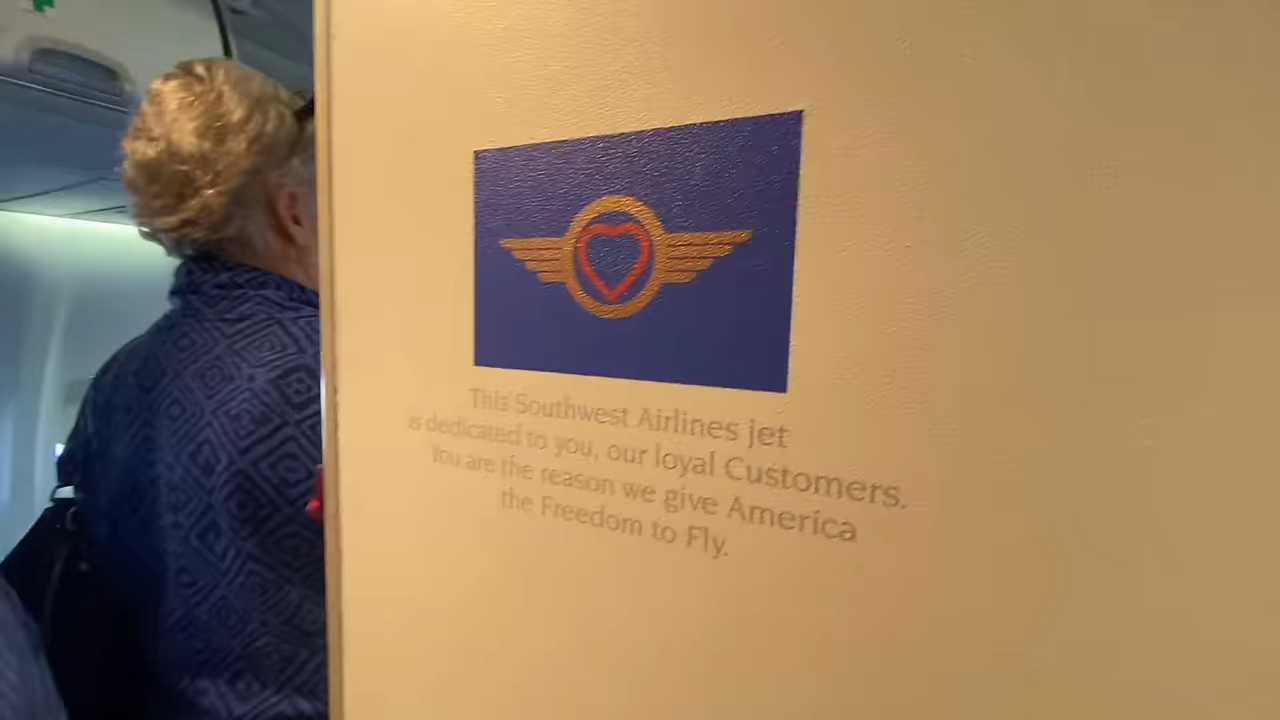 This Southwest Airlines jet
is dedicated to you, our loyal Customers.
You are the reason we give America
the Freedom to Fly.